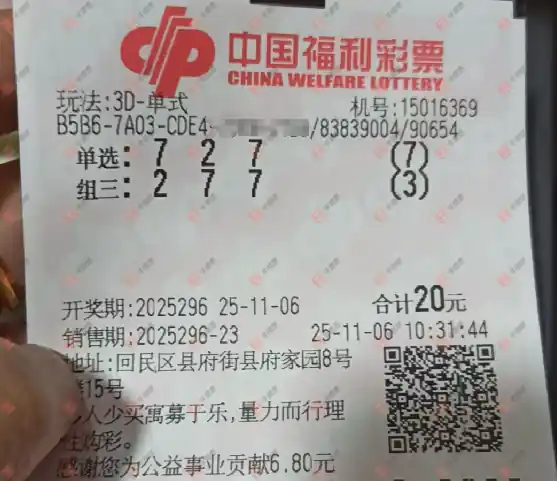 中国福利彩票
CHINA WELFARE LOTTERY
玩法:3D-单式 机号:15016369
B5B6-7A03-CDE4- /83839004/90654
单选: 7 2 7 (7)
组三: 2 7 7 (3)
开奖期:2025296 25-11-06 合计20元
销售期:2025296-23 25-11-06 10:31:44
地址:回民区县府街县府家园8号
15号
人少买寓募于乐,量力而行理
性购彩。
感谢您为公益事业贡献6.80元